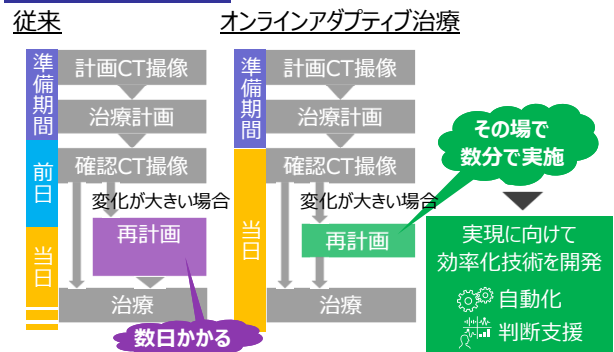 従来
準備期間
計画CT撮像
治療計画
前日
確認CT撮像
変化が大きい場合
再計画
当日
治療
数日かかる
オンラインアダプティブ治療
準備期間
計画CT撮像
治療計画
当日
確認CT撮像
変化が大きい場合
再計画
治療
その場で
数分で実施
実現に向けて
効率化技術を開発
自動化
判断支援